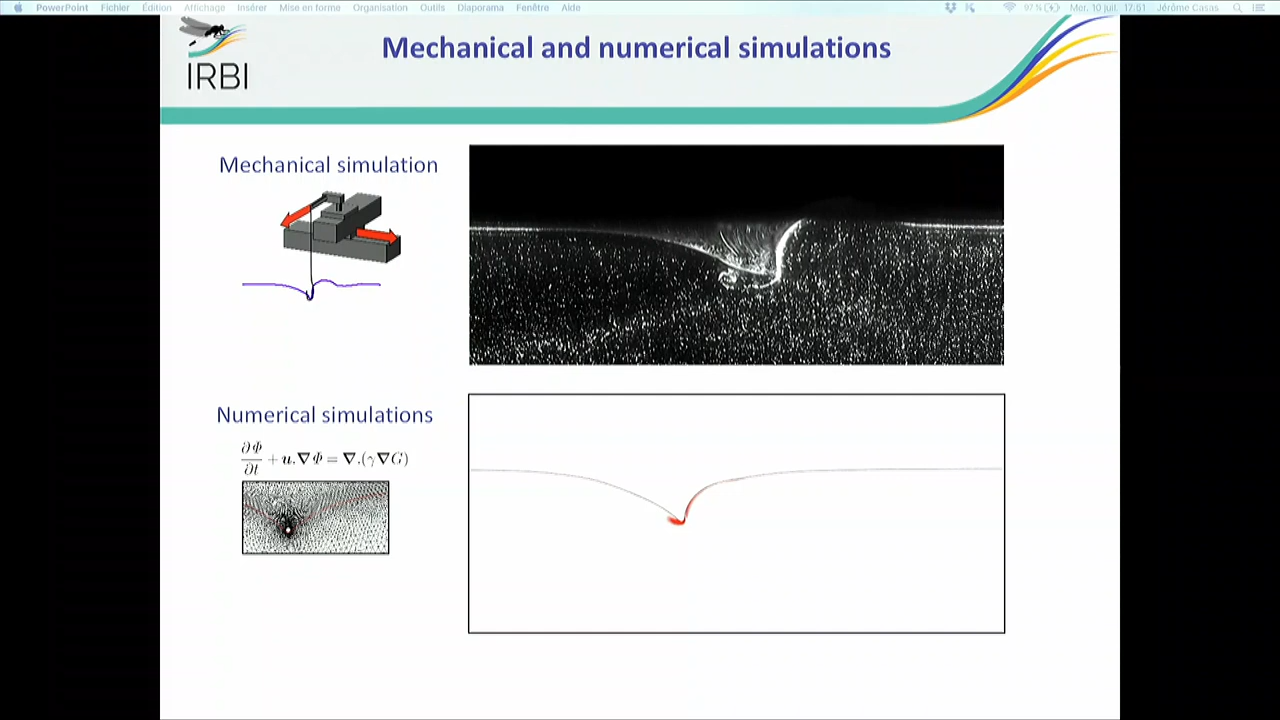 PowerPoint Fichier Édition Affichage Insérer Mise en forme Organisation Outils Diaporama Fenêtre Aide 97 % Mer. 10 juil. 17:51 Jérôme Casas
IRBI
Mechanical and numerical simulations
Mechanical simulation
Numerical simulations
∂Φ/∂t + u.∇Φ = ∇.(γ∇G)